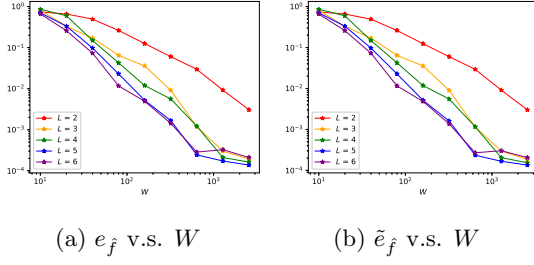 10⁰
10⁻¹
10⁻²
10⁻³
10⁻⁴
L = 2
L = 3
L = 4
L = 5
L = 6
10¹ 10² 10³
W
(a) e_f̂ v.s. W
10⁰
10⁻¹
10⁻²
10⁻³
10⁻⁴
L = 2
L = 3
L = 4
L = 5
L = 6
10¹ 10² 10³
W
(b) ẽ_f̂ v.s. W